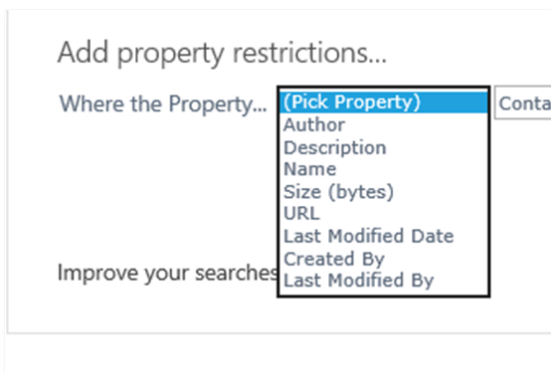 Add property restrictions...
Where the Property... (Pick Property)
Author
Description
Name
Size (bytes)
URL
Last Modified Date
Created By
Last Modified By
Improve your searches